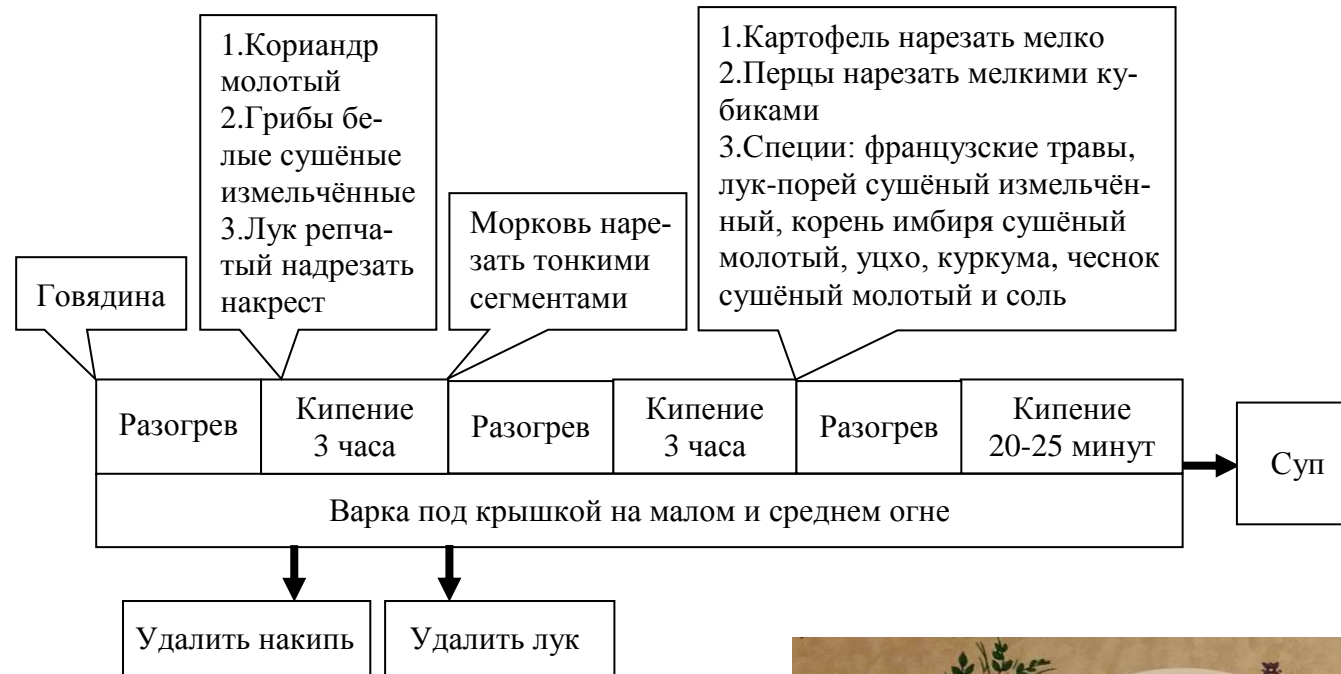 1.Кориандр
молотый
2.Грибы бе-
лые сушёные
измельчённые
3.Лук репча-
тый надрезать
накрест
1.Картофель нарезать мелко
2.Перцы нарезать мелкими ку-
биками
3.Специи: французские травы,
лук-порей сушёный измельчён-
ный, корень имбиря сушёный
молотый, уцхо, куркума, чеснок
сушёный молотый и соль
Морковь наре-
зать тонкими
сегментами
Говядина
Разогрев
Кипение
3 часа
Разогрев
Кипение
3 часа
Разогрев
Кипение
20-25 минут
Суп
Варка под крышкой на малом и среднем огне
Удалить накипь
Удалить лук